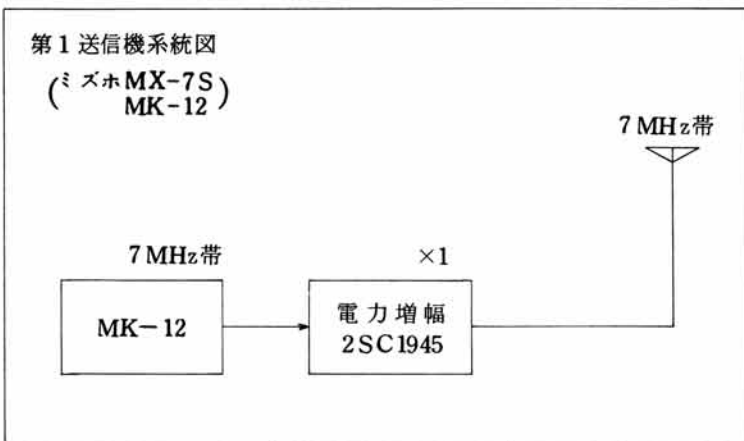 第1送信機系統図
(ミズホMX-7S
MK-12)
7MHz帯
7MHz帯
×1
MK-12
電力増幅
2SC1945